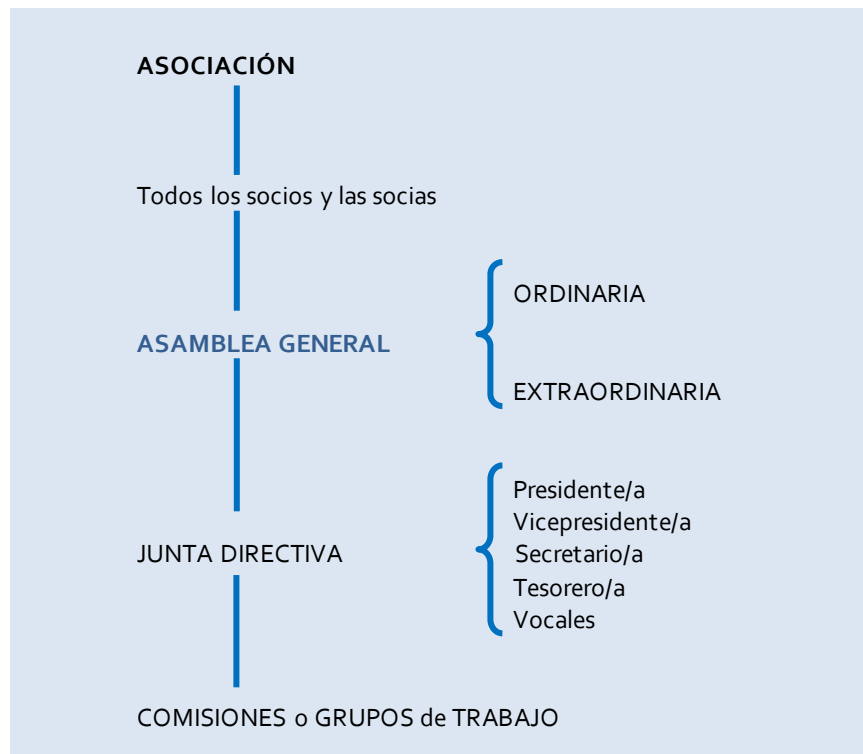 ASOCIACIÓN
Todos los socios y las socias
ASAMBLEA GENERAL
ORDINARIA
EXTRAORDINARIA
JUNTA DIRECTIVA
Presidente/a
Vicepresidente/a
Secretario/a
Tesorero/a
Vocales
COMISIONES o GRUPOS de TRABAJO